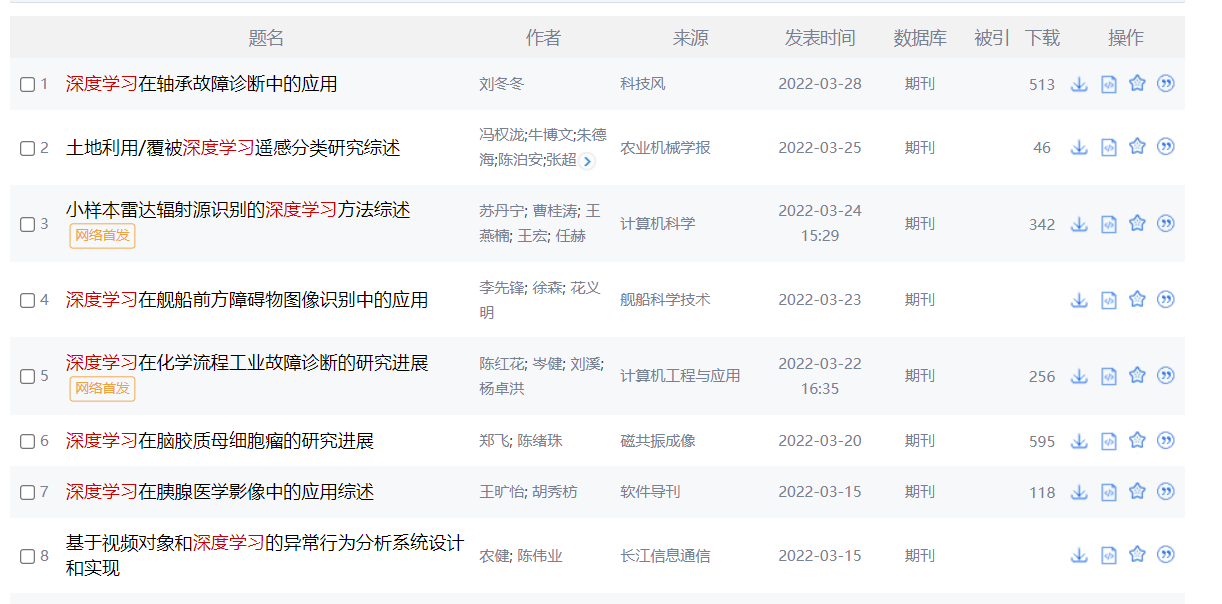 题名 作者 来源 发表时间 数据库 被引 下载 操作
1 深度学习在轴承故障诊断中的应用 刘冬冬 科技风 2022-03-28 期刊 513
2 土地利用/覆被深度学习遥感分类研究综述 冯权泷;牛博文;朱德海;陈泊安;张超 农业机械学报 2022-03-25 期刊 46
3 小样本雷达辐射源识别的深度学习方法综述 苏丹宁; 曹桂涛; 王燕楠; 王宏; 任赫 计算机科学 2022-03-24 15:29 期刊 342
网络首发
4 深度学习在舰船前方障碍物图像识别中的应用 李先锋; 徐森; 花义明 舰船科学技术 2022-03-23 期刊
5 深度学习在化学流程工业故障诊断的研究进展 陈红花; 岑健; 刘溪; 杨卓洪 计算机工程与应用 2022-03-22 16:35 期刊 256
网络首发
6 深度学习在脑胶质母细胞瘤的研究进展 郑飞; 陈绪珠 磁共振成像 2022-03-20 期刊 595
7 深度学习在胰腺医学影像中的应用综述 王旷怡; 胡秀枋 软件导刊 2022-03-15 期刊 118
8 基于视频对象和深度学习的异常行为分析系统设计和实现 农健; 陈伟业 长江信息通信 2022-03-15 期刊